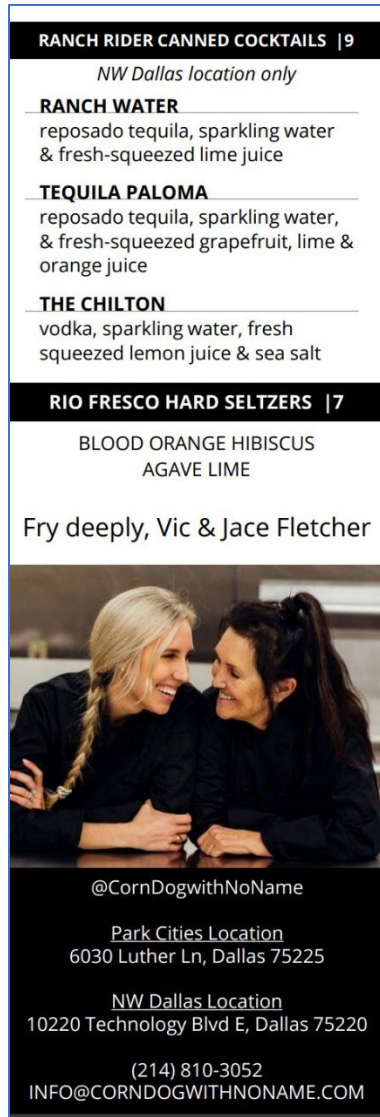 RANCH RIDER CANNED COCKTAILS |9
NW Dallas location only
RANCH WATER
reposado tequila, sparkling water
& fresh-squeezed lime juice
TEQUILA PALOMA
reposado tequila, sparkling water,
& fresh-squeezed grapefruit, lime &
orange juice
THE CHILTON
vodka, sparkling water, fresh
squeezed lemon juice & sea salt
RIO FRESCO HARD SELTZERS |7
BLOOD ORANGE HIBISCUS
AGAVE LIME
Fry deeply, Vic & Jace Fletcher
@CornDogwithNoName
Park Cities Location
6030 Luther Ln, Dallas 75225
NW Dallas Location
10220 Technology Blvd E, Dallas 75220
(214) 810-3052
INFO@CORNDOGWITHNONAME.COM